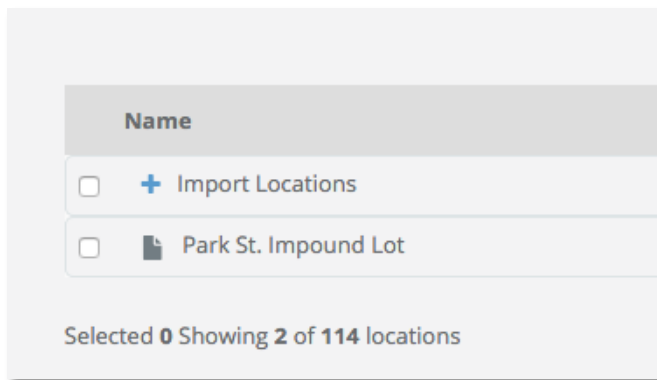 Name
Import Locations
Park St. Impound Lot
Selected 0 Showing 2 of 114 locations